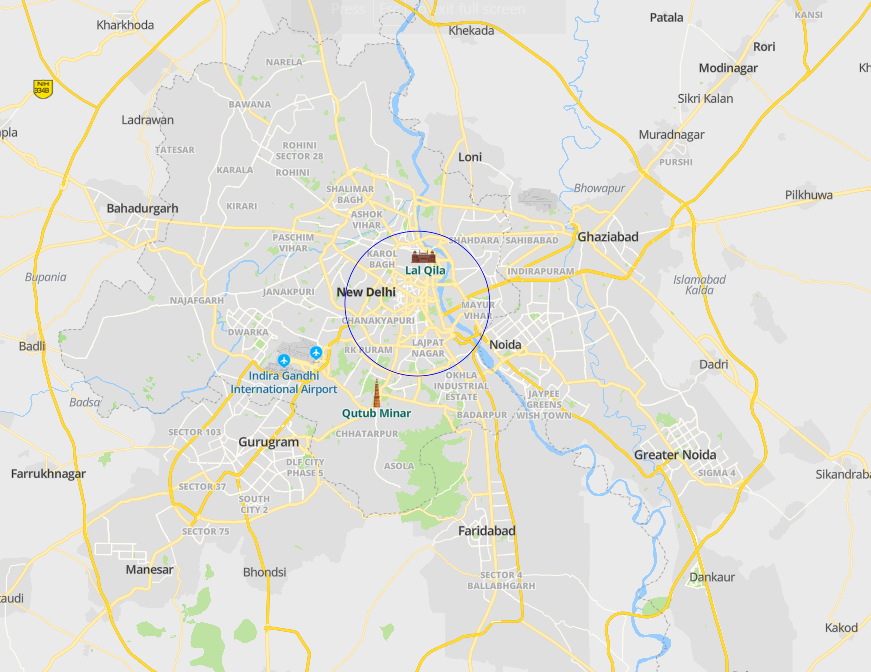 Press Esc to exit full screen
Kharkhoda
Khekada
Patala
KANSI
Rori
NARELA
Modinagar
Kh
NH
334B
BAWANA
Sikri Kalan
Ladrawan
pla
Muradnagar
TATESAR
ROHINI
SECTOR 28
Loni
PURSHI
KARALA
ROHINI
Bhowapur
SHALIMAR
BAGH
Pilkhuwa
Bahadurgarh
KIRARI
ASHOK
VIHAR
PASCHIM
VIHAR
SHAHDARA
SAHIBABAD
Ghaziabad
KAROL
BAGH
Lal Qila
INDIRAPURAM
Bupania
Islamabad
Kalda
JANAKPURI
New Delhi
NAJAFGARH
MAYUR
VIHAR
CHANAKYAPURI
DWARKA
Badli
RK PURAM
LAJPAT
NAGAR
Noida
Dadri
Indira Gandhi
International Airport
OKHLA
INDUSTRIAL
ESTATE
JAYPEE
GREENS
WISH TOWN
Badsa
Qutub Minar
BADARPUR
SECTOR 103
CHHATARPUR
Gurugram
Greater Noida
DLF CITY
PHASE 5
ASOLA
Farrukhnagar
SIGMA 4
Sikandraba
SECTOR 37
SOUTH
CITY 2
SECTOR 75
Faridabad
Manesar
Bhondsi
SECTOR 4
BALLABHGARH
Dankaur
taudi
Kakod